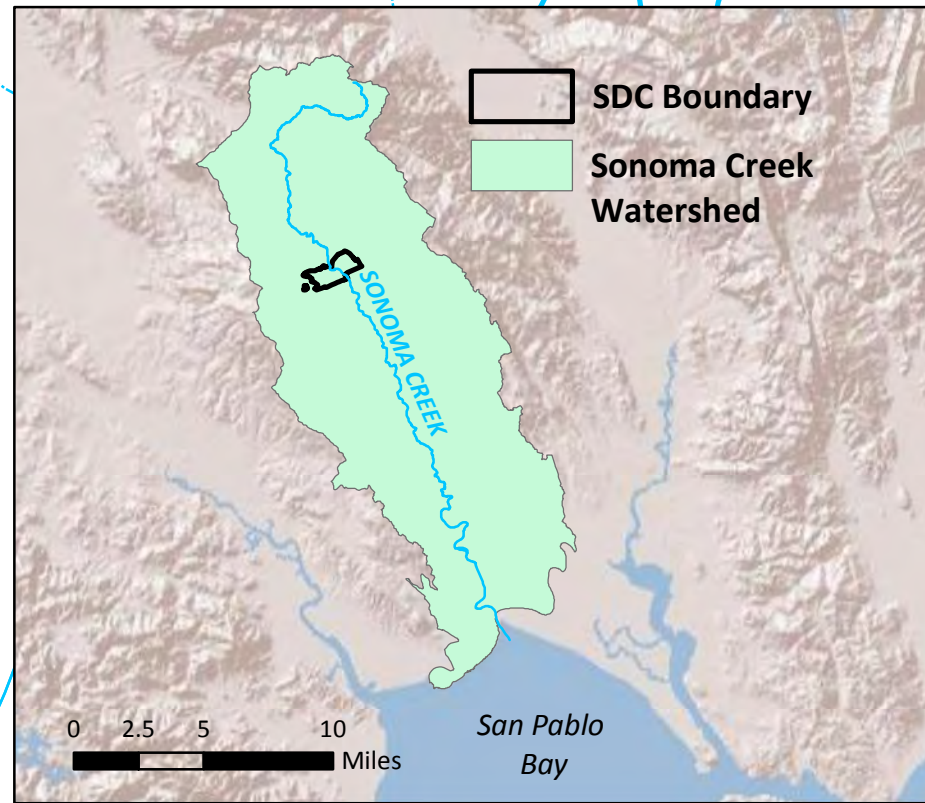 SDC Boundary
Sonoma Creek
Watershed
SONOMA CREEK
San Pablo
Bay
0 2.5 5 10
Miles